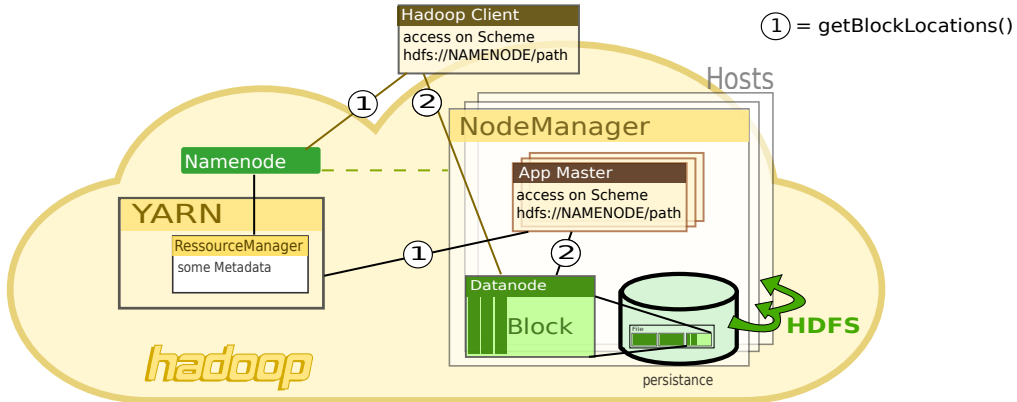 Hadoop Client
access on Scheme
hdfs://NAMENODE/path
1 = getBlockLocations()
Hosts
1
2
NodeManager
Namenode
App Master
access on Scheme
hdfs://NAMENODE/path
YARN
RessourceManager
some Metadata
1
2
Datanode
Block
File
HDFS
hadoop
persistance